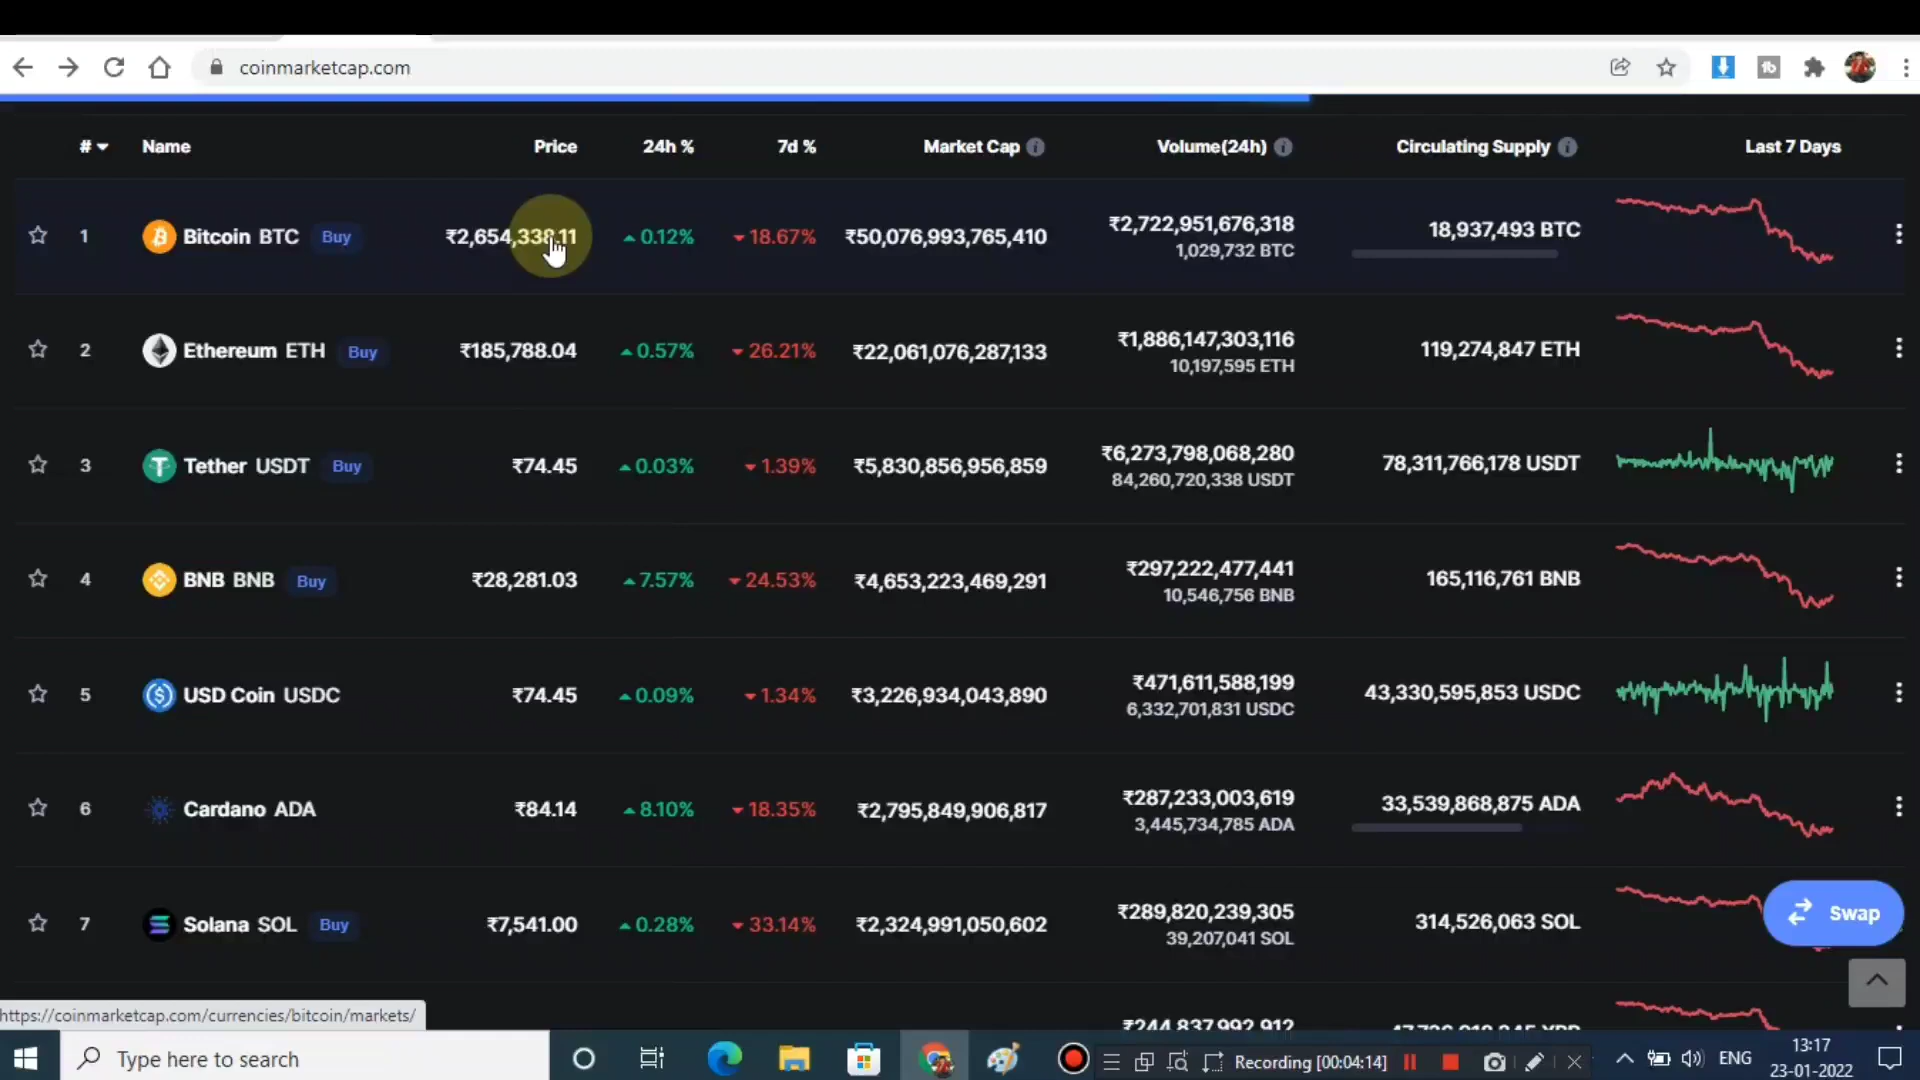 coinmarketcap.com
# Name Price 24h % 7d % Market Cap Volume(24h) Circulating Supply Last 7 Days
1 Bitcoin BTC Buy ₹2,654,338.11 0.12% 18.67% ₹50,076,993,765,410 ₹2,722,951,676,318 18,937,493 BTC
1,029,732 BTC
2 Ethereum ETH Buy ₹185,788.04 0.57% 26.21% ₹22,061,076,287,133 ₹1,886,147,303,116 119,274,847 ETH
10,197,595 ETH
3 Tether USDT Buy ₹74.45 0.03% 1.39% ₹5,830,856,956,859 ₹6,273,798,068,280 78,311,766,178 USDT
84,260,720,338 USDT
4 BNB BNB Buy ₹28,281.03 7.57% 24.53% ₹4,653,223,469,291 ₹297,222,477,441 165,116,761 BNB
10,546,756 BNB
5 USD Coin USDC ₹74.45 0.09% 1.34% ₹3,226,934,043,890 ₹471,611,588,199 43,330,595,853 USDC
6,332,701,831 USDC
6 Cardano ADA ₹84.14 8.10% 18.35% ₹2,795,849,906,817 ₹287,233,003,619 33,539,868,875 ADA
3,445,734,785 ADA
7 Solana SOL Buy ₹7,541.00 0.28% 33.14% ₹2,324,991,050,602 ₹289,820,239,305 314,526,063 SOL
39,207,041 SOL
Swap
https://coinmarketcap.com/currencies/bitcoin/markets/
₹244,837,992,912
Type here to search
Recording [00:04:14]
ENG
13:17
23-01-2022